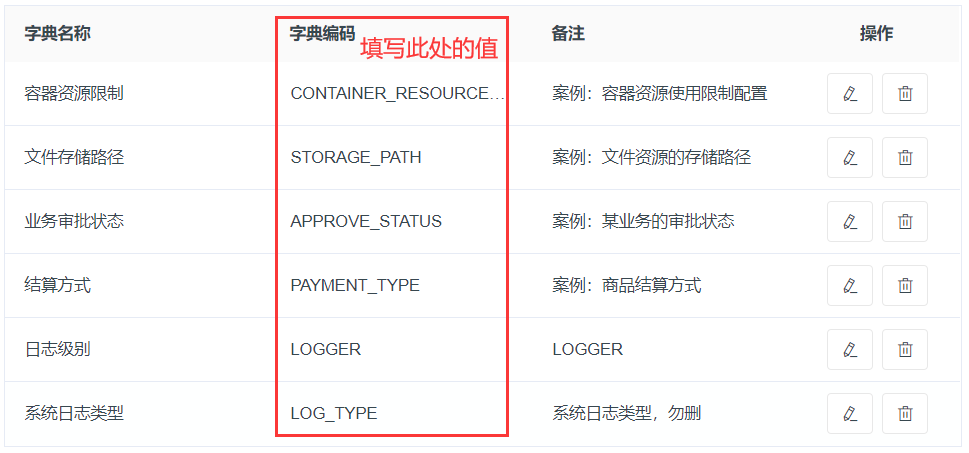 字典名称 字典编码 备注 操作
填写此处的值
容器资源限制 CONTAINER_RESOURCE... 案例：容器资源使用限制配置
文件存储路径 STORAGE_PATH 案例：文件资源的存储路径
业务审批状态 APPROVE_STATUS 案例：某业务的审批状态
结算方式 PAYMENT_TYPE 案例：商品结算方式
日志级别 LOGGER LOGGER
系统日志类型 LOG_TYPE 系统日志类型，勿删